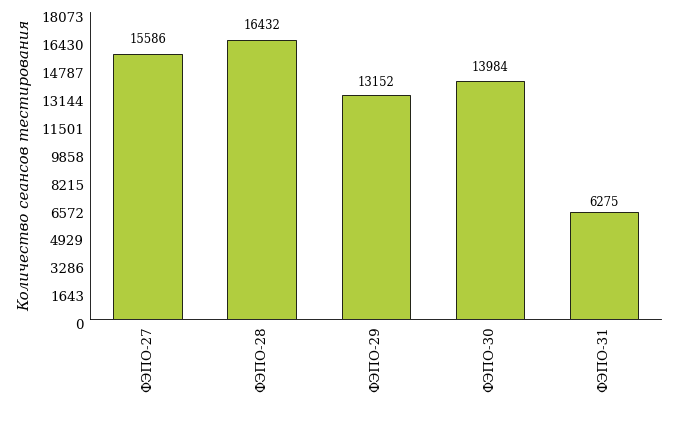 Количество сеансов тестирования
18073
16430
14787
13144
11501
9858
8215
6572
4929
3286
1643
0
15586
16432
13152
13984
6275
ФЭПО-27
ФЭПО-28
ФЭПО-29
ФЭПО-30
ФЭПО-31